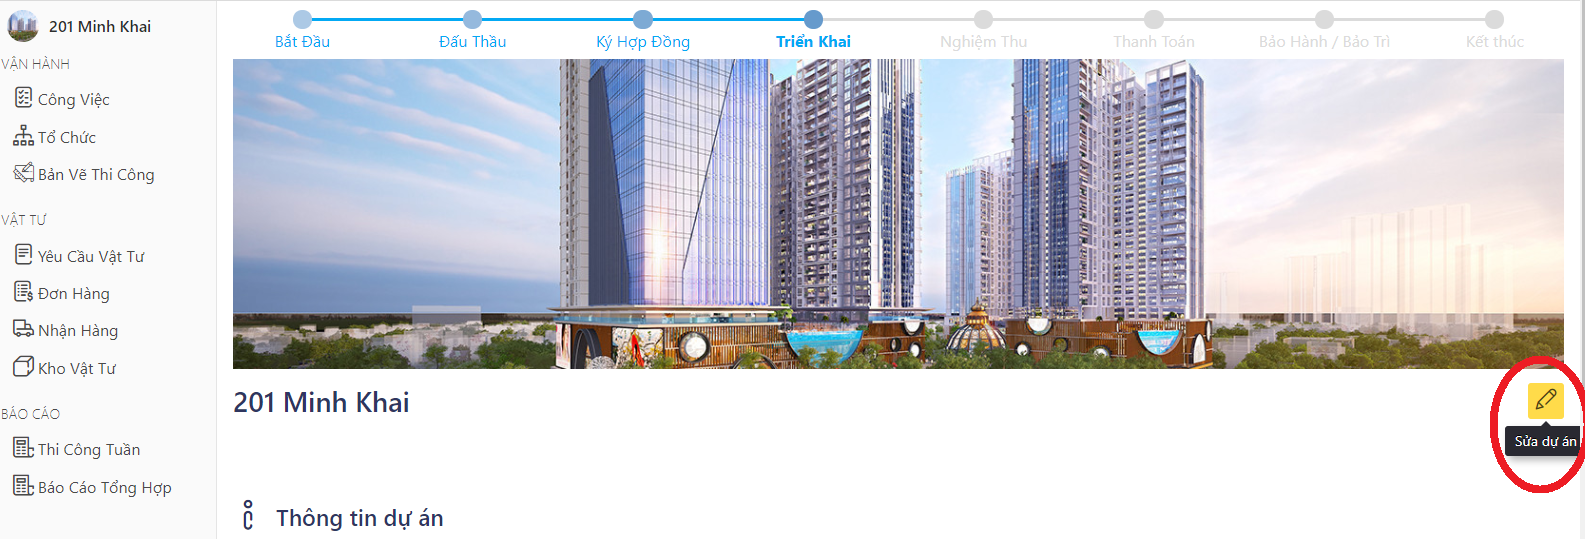 201 Minh Khai
VẬN HÀNH
Công Việc
Tổ Chức
Bản Vẽ Thi Công
VẬT TƯ
Yêu Cầu Vật Tư
Đơn Hàng
Nhận Hàng
Kho Vật Tư
BÁO CÁO
Thi Công Tuần
Báo Cáo Tổng Hợp
Bắt Đầu
Đấu Thầu
Ký Hợp Đồng
Triển Khai
Nghiệm Thu
Thanh Toán
Bảo Hành / Bảo Trì
Kết thúc
201 Minh Khai
Sửa dự án
Thông tin dự án